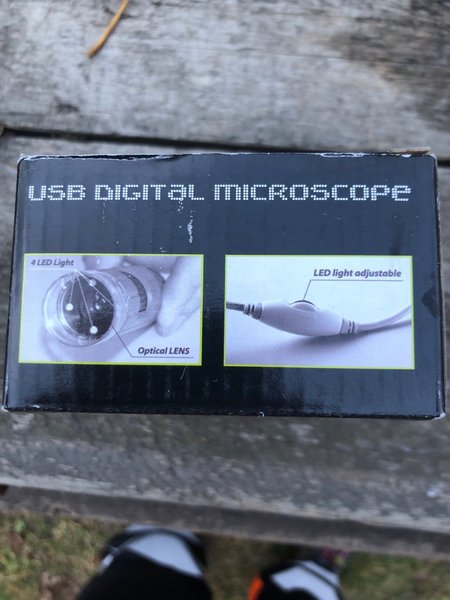 USB DIGITAL MICROSCOPE
4 LED Light
Optical LENS
LED light adjustable